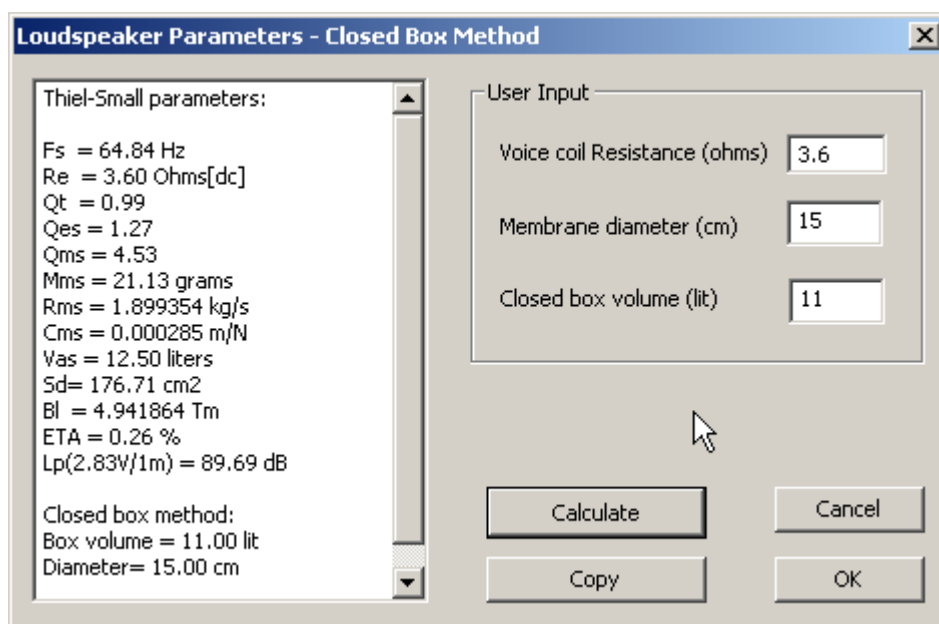 Loudspeaker Parameters - Closed Box Method
Thiel-Small parameters:
Fs = 64.84 Hz
Re = 3.60 Ohms[dc]
Qt = 0.99
Qes = 1.27
Qms = 4.53
Mms = 21.13 grams
Rms = 1.899354 kg/s
Cms = 0.000285 m/N
Vas = 12.50 liters
Sd= 176.71 cm2
Bl = 4.941864 Tm
ETA = 0.26 %
Lp(2.83V/1m) = 89.69 dB
Closed box method:
Box volume = 11.00 lit
Diameter= 15.00 cm
User Input
Voice coil Resistance (ohms) 3.6
Membrane diameter (cm) 15
Closed box volume (lit) 11
Calculate Cancel
Copy OK